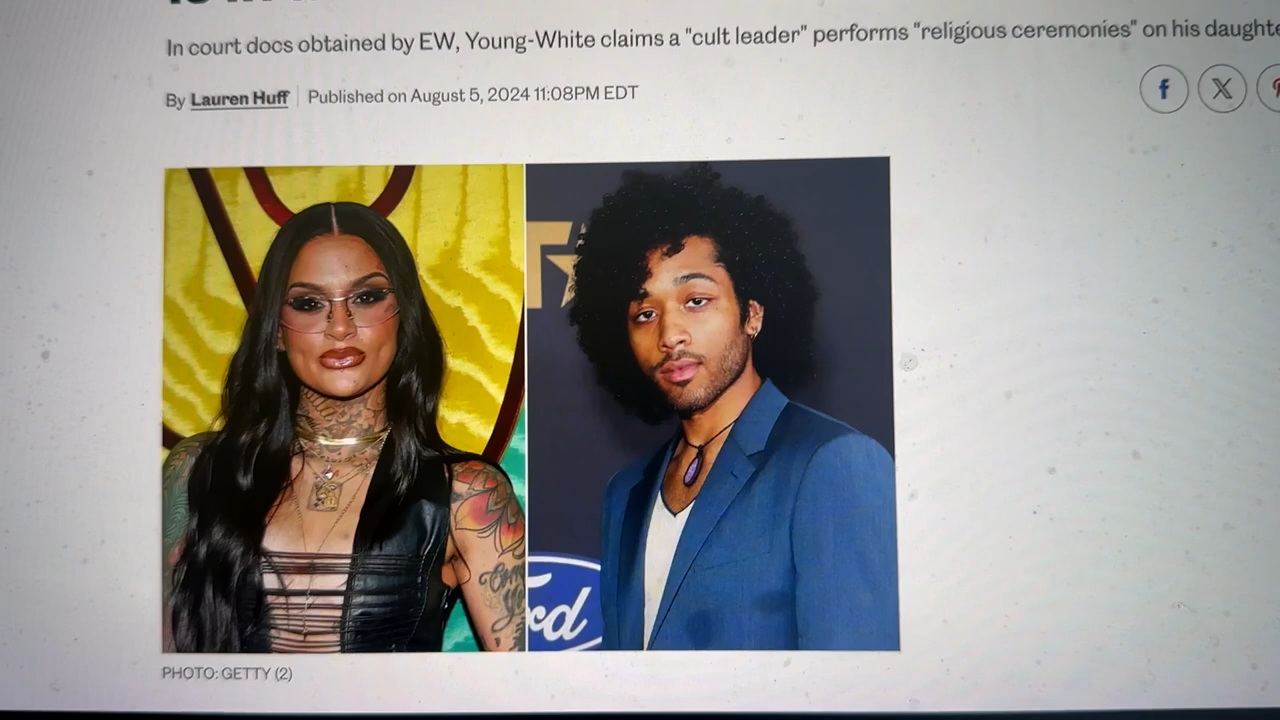 In court docs obtained by EW, Young-White claims a "cult leader" performs "religious ceremonies" on his
By Lauren Huff Published on August 5, 2024 11:08PM EDT
f X
T
Ford
PHOTO: GETTY (2)